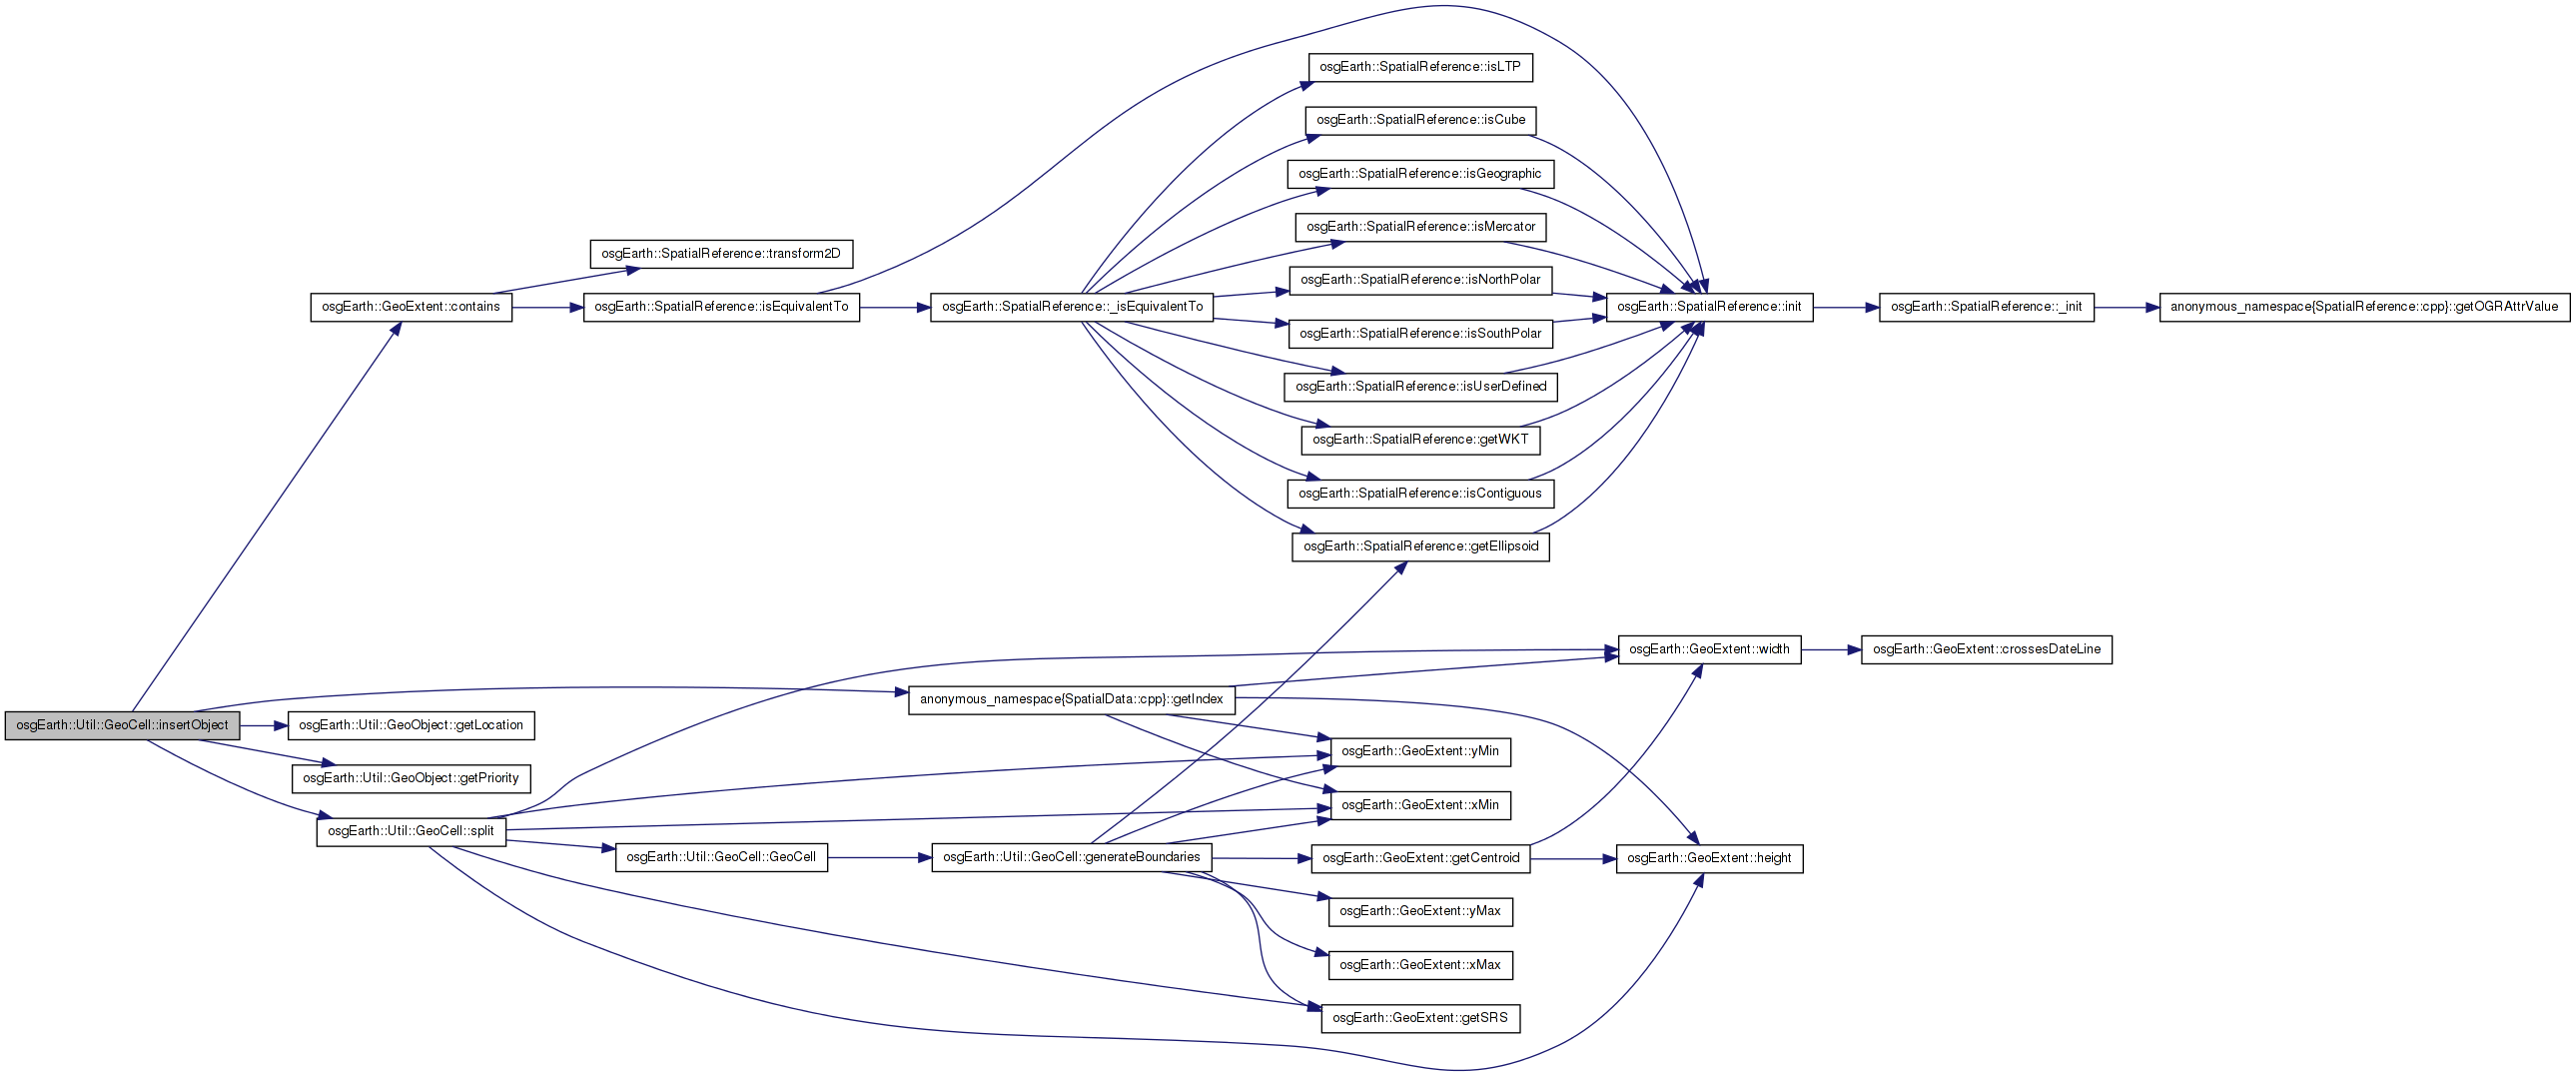 osgEarth::SpatialReference::isLTP
osgEarth::SpatialReference::isCube
osgEarth::SpatialReference::isGeographic
osgEarth::SpatialReference::isMercator
osgEarth::SpatialReference::transform2D
osgEarth::SpatialReference::isNorthPolar
osgEarth::GeoExtent::contains
osgEarth::SpatialReference::isEquivalentTo
osgEarth::SpatialReference::_isEquivalentTo
osgEarth::SpatialReference::init
osgEarth::SpatialReference::_init
anonymous_namespace{SpatialReference::cpp}::getOGRAttrValue
osgEarth::SpatialReference::isSouthPolar
osgEarth::SpatialReference::isUserDefined
osgEarth::SpatialReference::getWKT
osgEarth::SpatialReference::isContiguous
osgEarth::SpatialReference::getEllipsoid
osgEarth::GeoExtent::width
osgEarth::GeoExtent::crossesDateLine
anonymous_namespace{SpatialData::cpp}::getIndex
osgEarth::Util::GeoCell::insertObject
osgEarth::Util::GeoObject::getLocation
osgEarth::GeoExtent::yMin
osgEarth::Util::GeoObject::getPriority
osgEarth::GeoExtent::xMin
osgEarth::Util::GeoCell::split
osgEarth::Util::GeoCell::GeoCell
osgEarth::Util::GeoCell::generateBoundaries
osgEarth::GeoExtent::getCentroid
osgEarth::GeoExtent::height
osgEarth::GeoExtent::yMax
osgEarth::GeoExtent::xMax
osgEarth::GeoExtent::getSRS